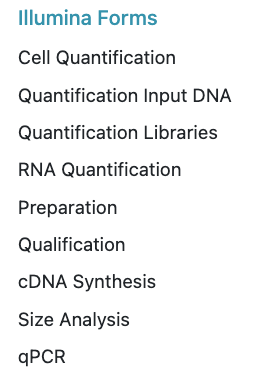 Illumina Forms
Cell Quantification
Quantification Input DNA
Quantification Libraries
RNA Quantification
Preparation
Qualification
cDNA Synthesis
Size Analysis
qPCR